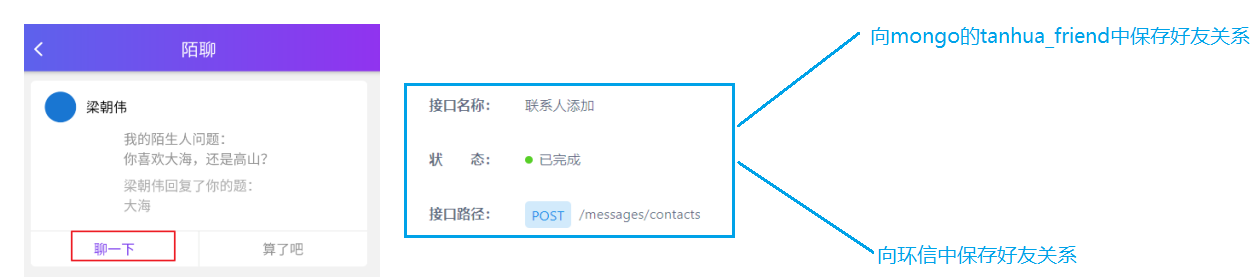 陌聊
梁朝伟
我的陌生人问题：
你喜欢大海，还是高山？
梁朝伟回复了你的题：
大海
聊一下
算了吧
接口名称： 联系人添加
状 态： 已完成
接口路径： POST /messages/contacts
向mongo的tanhua_friend中保存好友关系
向环信中保存好友关系